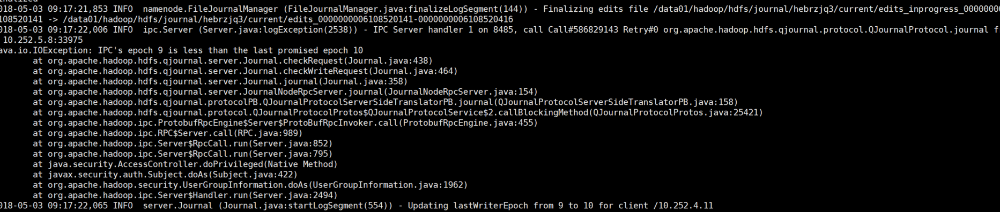 018-05-03 09:17:21,853 INFO  namenode.FileJournalManager (FileJournalManager.java:finalizeLogSegment(144)) - Finalizing edits file /data01/hadoop/hdfs/journal/hebrzjq3/current/edits_inprogress_00000000
108520141 -> /data01/hadoop/hdfs/journal/hebrzjq3/current/edits_0000000006108520141-0000000006108520416
018-05-03 09:17:22,006 INFO  ipc.Server (Server.java:logException(2538)) - IPC Server handler 1 on 8485, call Call#586829143 Retry#0 org.apache.hadoop.hdfs.qjournal.protocol.QJournalProtocol.journal f
 10.252.5.8:33975
ava.io.IOException: IPC's epoch 9 is less than the last promised epoch 10
       at org.apache.hadoop.hdfs.qjournal.server.Journal.checkRequest(Journal.java:438)
       at org.apache.hadoop.hdfs.qjournal.server.Journal.checkWriteRequest(Journal.java:464)
       at org.apache.hadoop.hdfs.qjournal.server.Journal.journal(Journal.java:358)
       at org.apache.hadoop.hdfs.qjournal.server.JournalNodeRpcServer.journal(JournalNodeRpcServer.java:154)
       at org.apache.hadoop.hdfs.qjournal.protocolPB.QJournalProtocolServerSideTranslatorPB.journal(QJournalProtocolServerSideTranslatorPB.java:158)
       at org.apache.hadoop.hdfs.qjournal.protocol.QJournalProtocolProtos$QJournalProtocolService$2.callBlockingMethod(QJournalProtocolProtos.java:25421)
       at org.apache.hadoop.ipc.ProtobufRpcEngine$Server$ProtoBufRpcInvoker.call(ProtobufRpcEngine.java:455)
       at org.apache.hadoop.ipc.RPC$Server.call(RPC.java:989)
       at org.apache.hadoop.ipc.Server$RpcCall.run(Server.java:852)
       at org.apache.hadoop.ipc.Server$RpcCall.run(Server.java:795)
       at java.security.AccessController.doPrivileged(Native Method)
       at javax.security.auth.Subject.doAs(Subject.java:422)
       at org.apache.hadoop.security.UserGroupInformation.doAs(UserGroupInformation.java:1962)
       at org.apache.hadoop.ipc.Server$Handler.run(Server.java:2494)
018-05-03 09:17:22,065 INFO  server.Journal (Journal.java:startLogSegment(554)) - Updating lastWriterEpoch from 9 to 10 for client /10.252.4.11